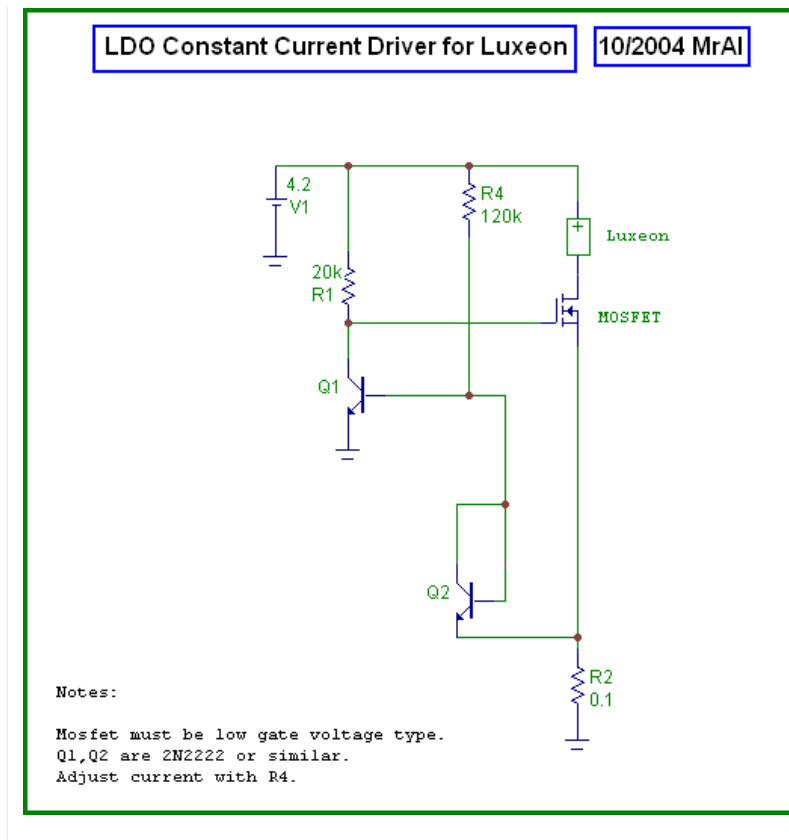 LDO Constant Current Driver for Luxeon
10/2004 MrAl
4.2
V1
R4
120k
Luxeon
20k
R1
MOSFET
Q1
Q2
R2
0.1
Notes:
Mosfet must be low gate voltage type.
Q1,Q2 are 2N2222 or similar.
Adjust current with R4.